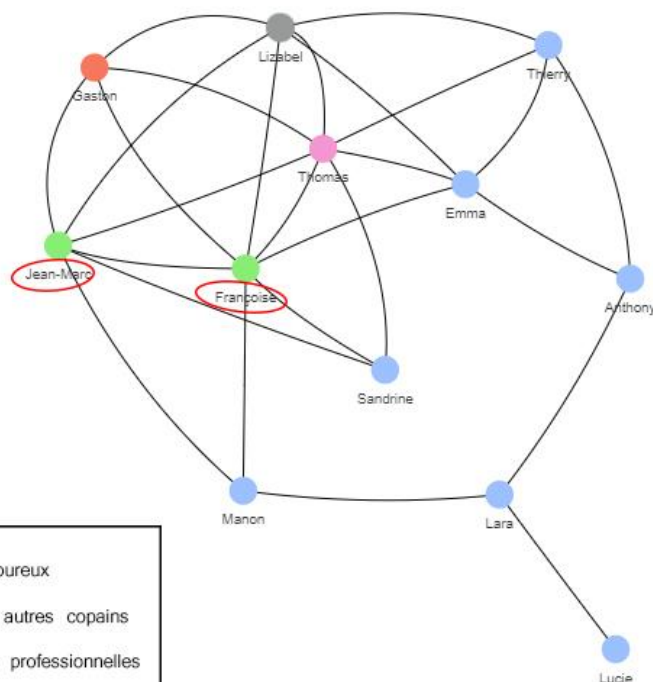 Lizabel
Thierry
Gaston
Thomas
Emma
Jean-Marc
Françoise
Anthony
Sandrine
Manon
Lara
oureux
autres copains
professionnelles
Lucie